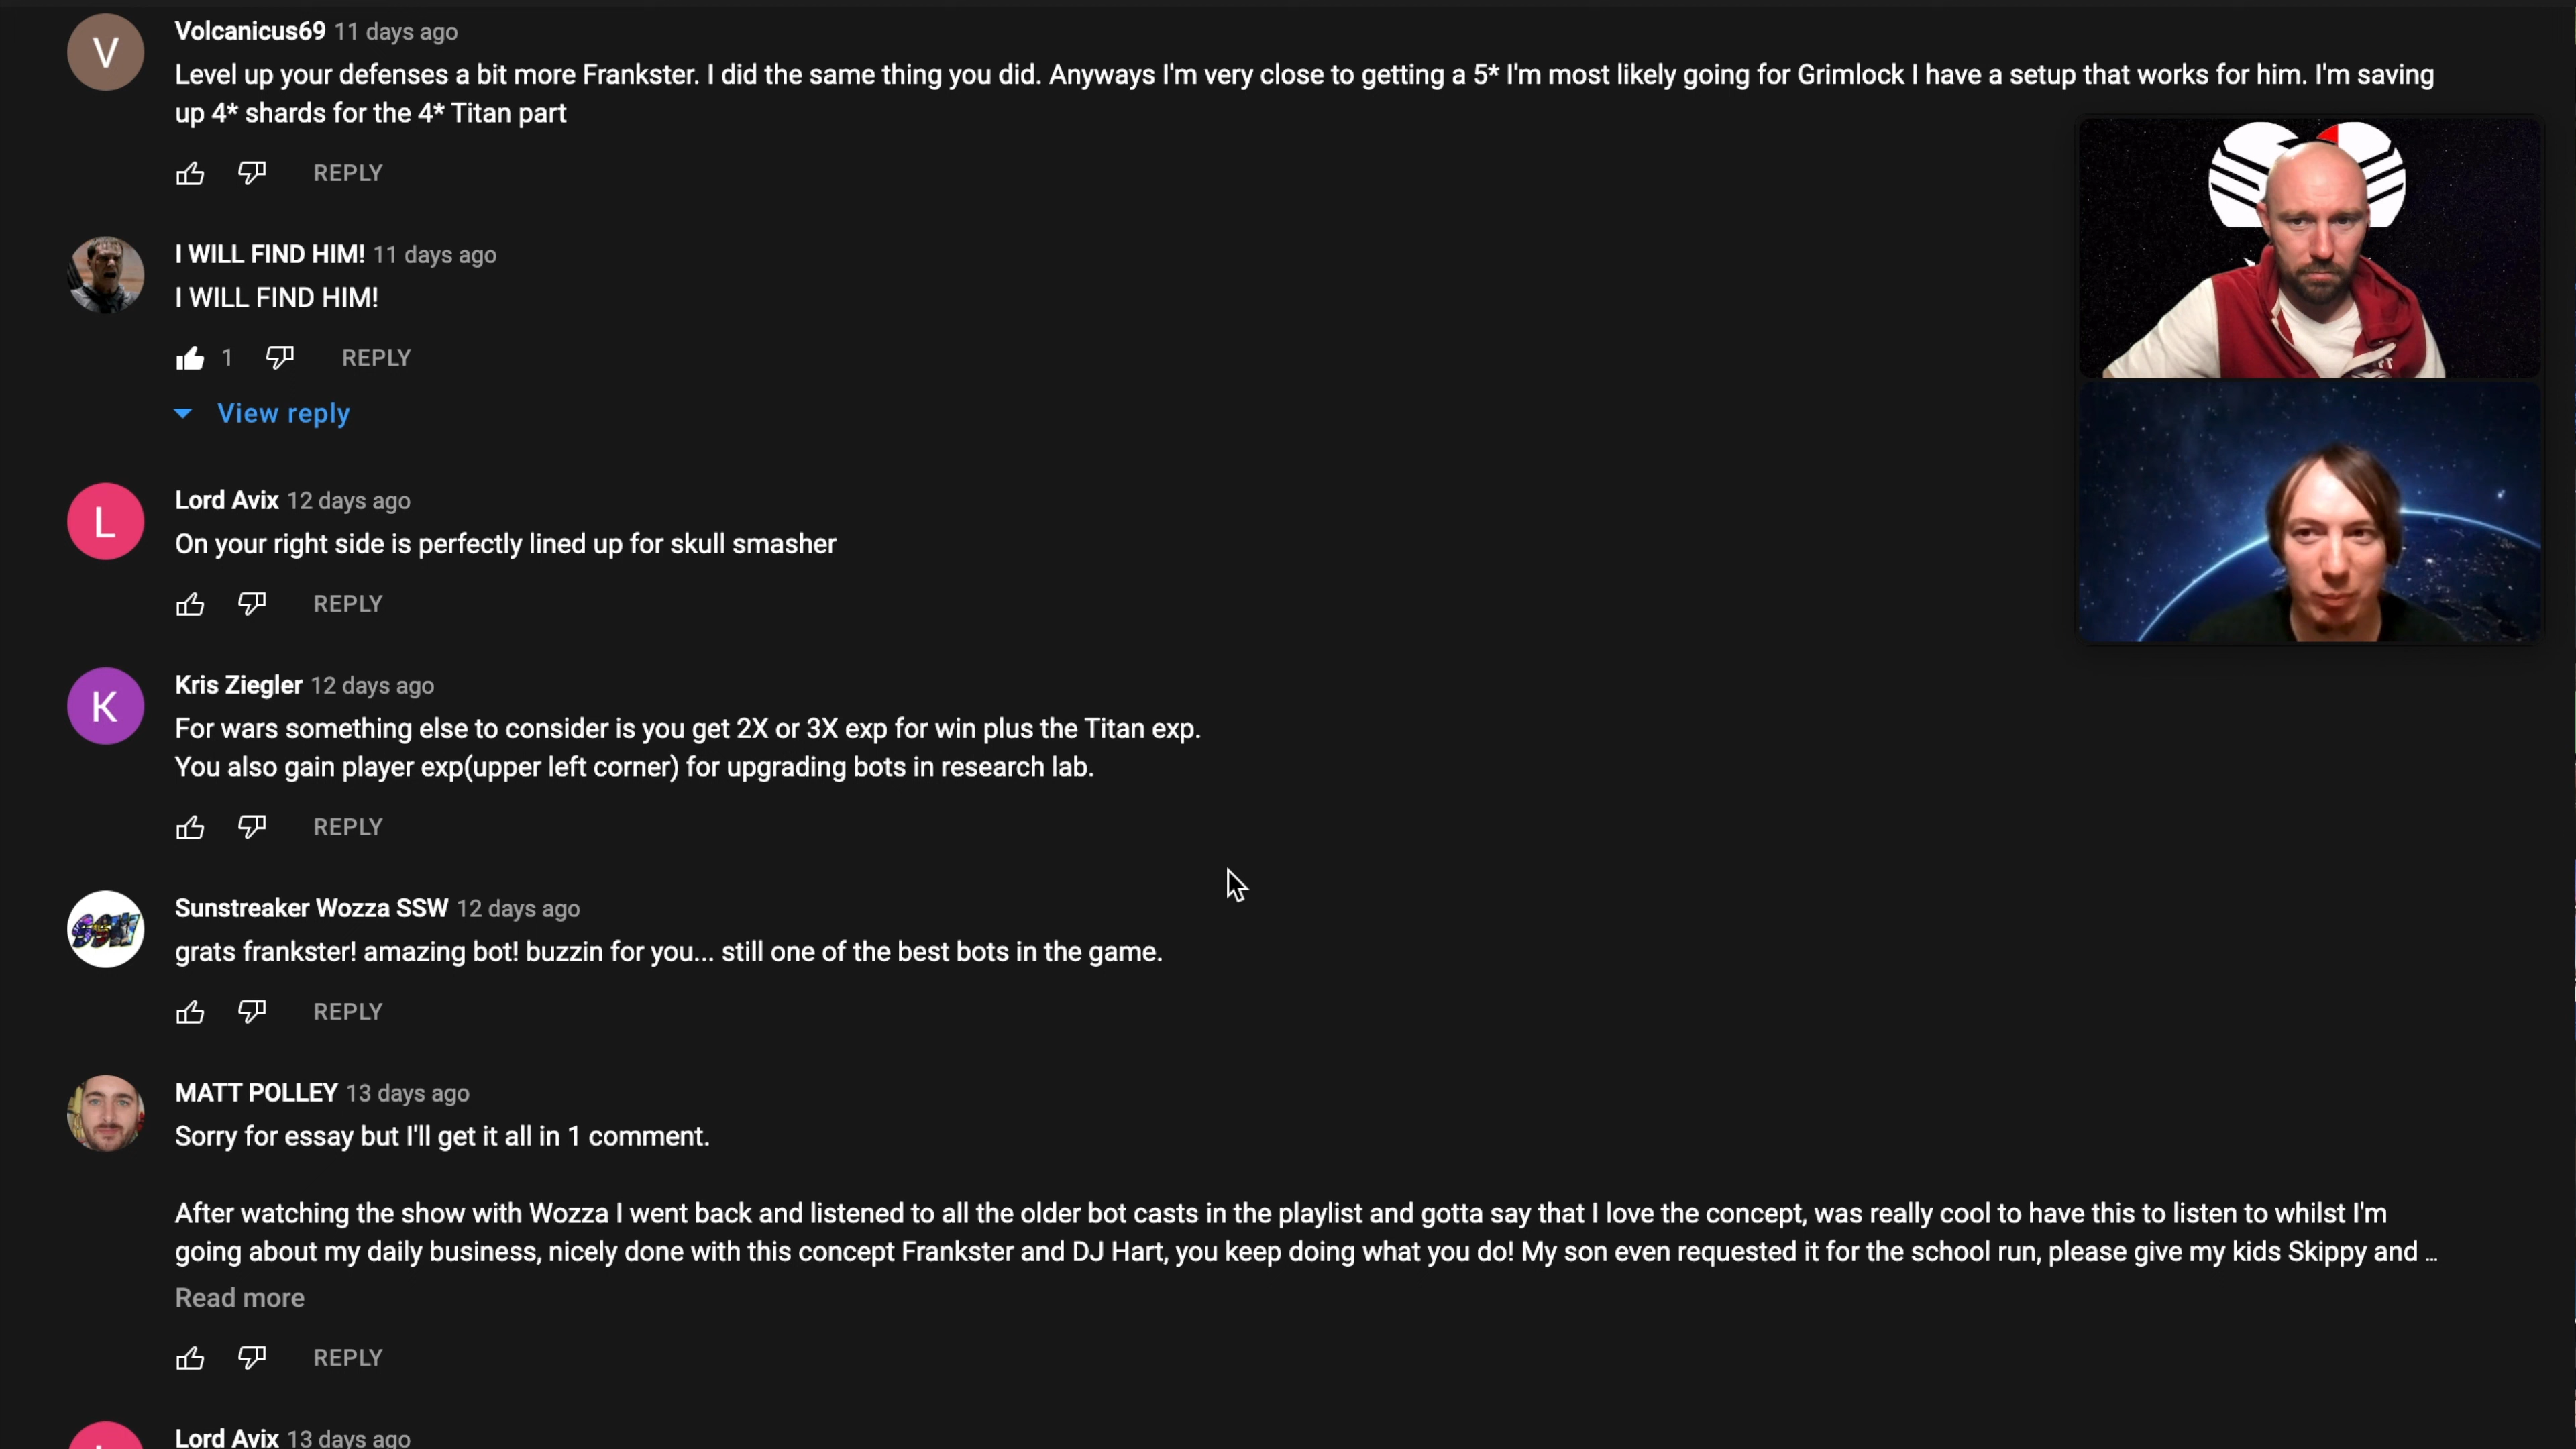 Volcanicus69 11 days ago
Level up your defenses a bit more Frankster. I did the same thing you did. Anyways I'm very close to getting a 5* I'm most likely going for Grimlock I have a setup that works for him. I'm saving
up 4* shards for the 4* Titan part
REPLY
I WILL FIND HIM! 11 days ago
I WILL FIND HIM!
1 REPLY
View reply
L
Lord Avix 12 days ago
On your right side is perfectly lined up for skull smasher
REPLY
K
Kris Ziegler 12 days ago
For wars something else to consider is you get 2X or 3X exp for win plus the Titan exp.
You also gain player exp(upper left corner) for upgrading bots in research lab.
REPLY
SSW
Sunstreaker Wozza SSW 12 days ago
grats frankster! amazing bot! buzzin for you... still one of the best bots in the game.
REPLY
MATT POLLEY 13 days ago
Sorry for essay but I'll get it all in 1 comment.
After watching the show with Wozza I went back and listened to all the older bot casts in the playlist and gotta say that I love the concept, was really cool to have this to listen to whilst I'm
going about my daily business, nicely done with this concept Frankster and DJ Hart, you keep doing what you do! My son even requested it for the school run, please give my kids Skippy and ...
Read more
REPLY
Lord Avix 13 days ago